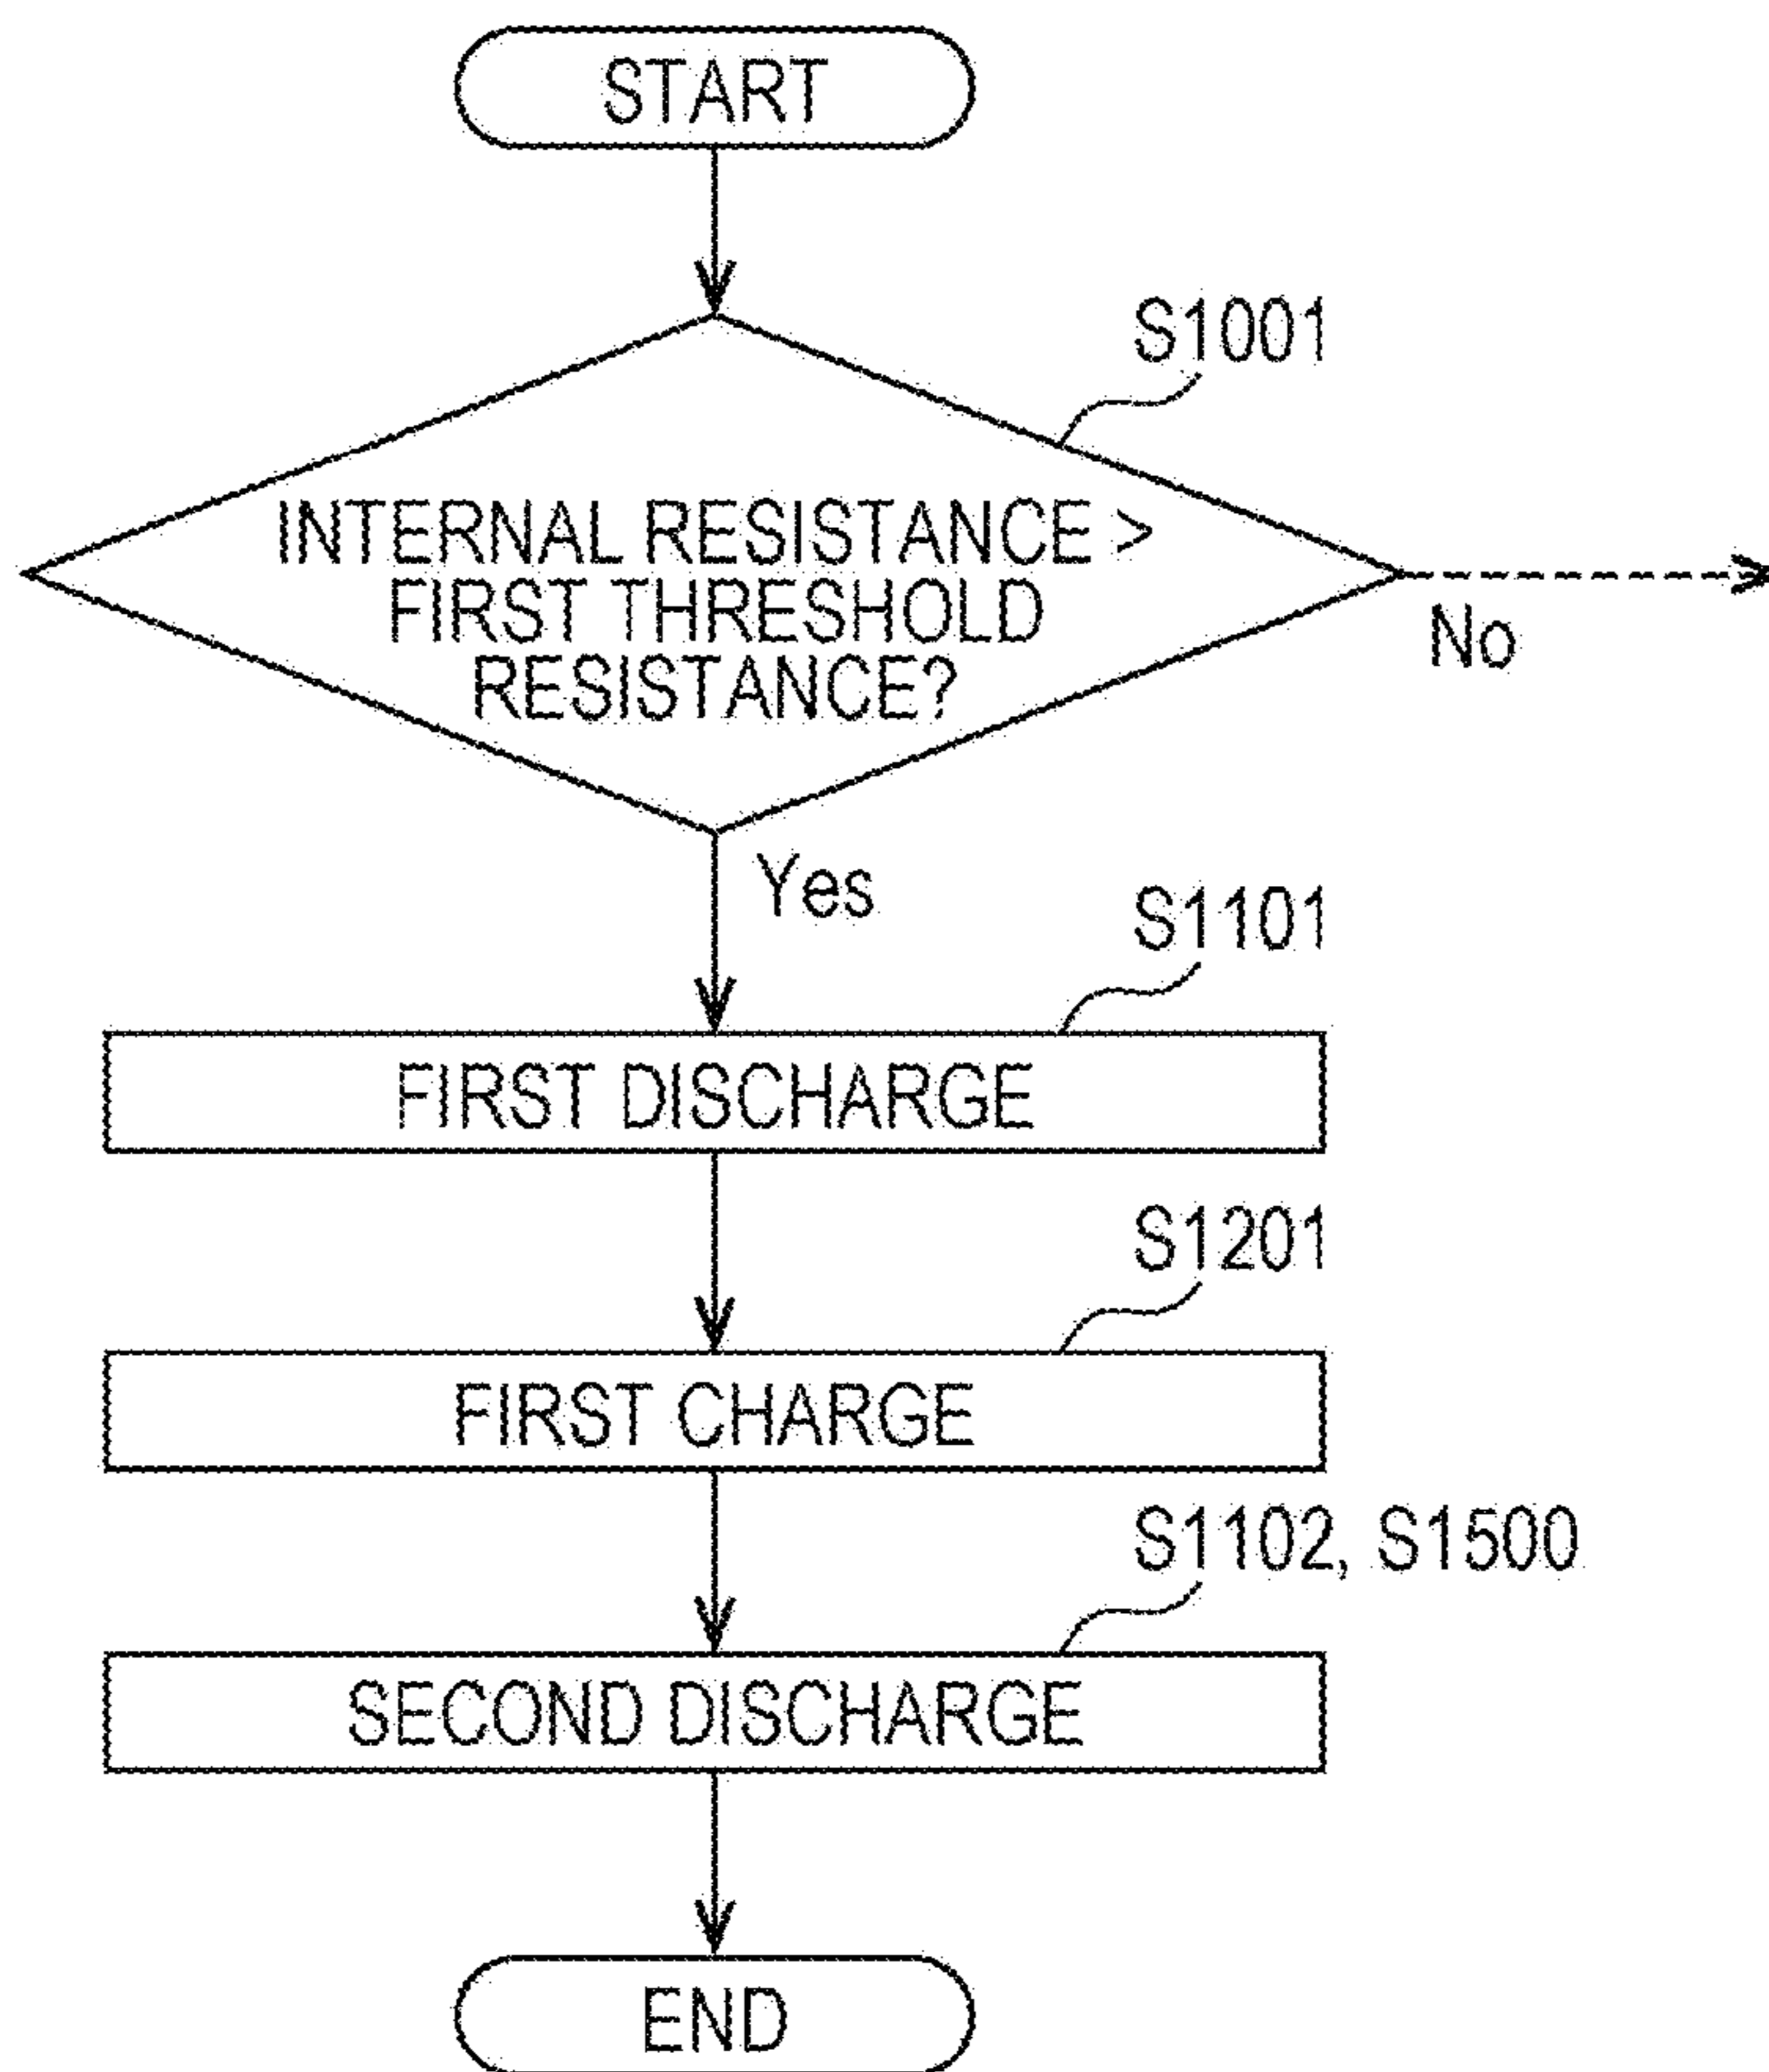 START
S1001
INTERNAL RESISTANCE >
FIRST THRESHOLD
RESISTANCE?
No
Yes
S1101
FIRST DISCHARGE
S1201
FIRST CHARGE
S1102, S1500
SECOND DISCHARGE
END